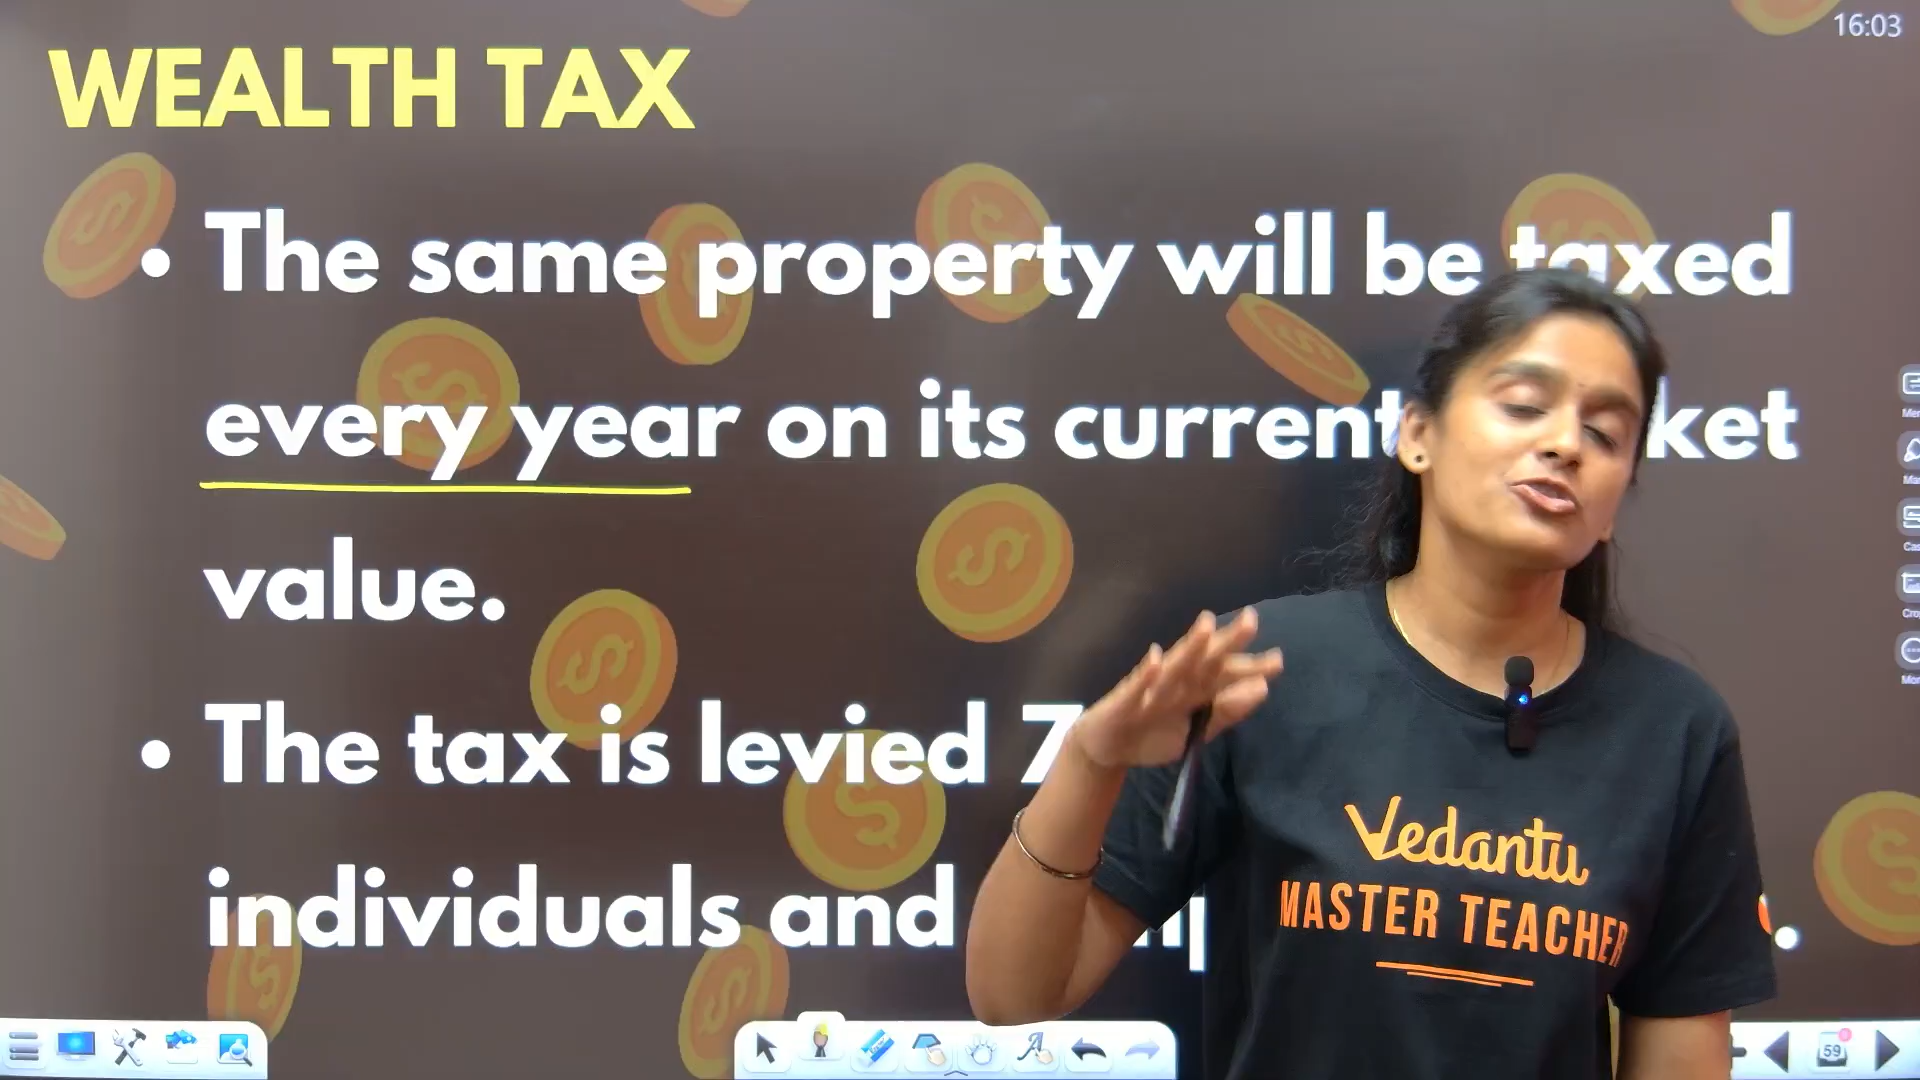 16:03
WEALTH TAX
• The same property will be taxed
every year on its current
value.
• The tax is levied
individuals and
Vedantu
MASTER TEACHER
59